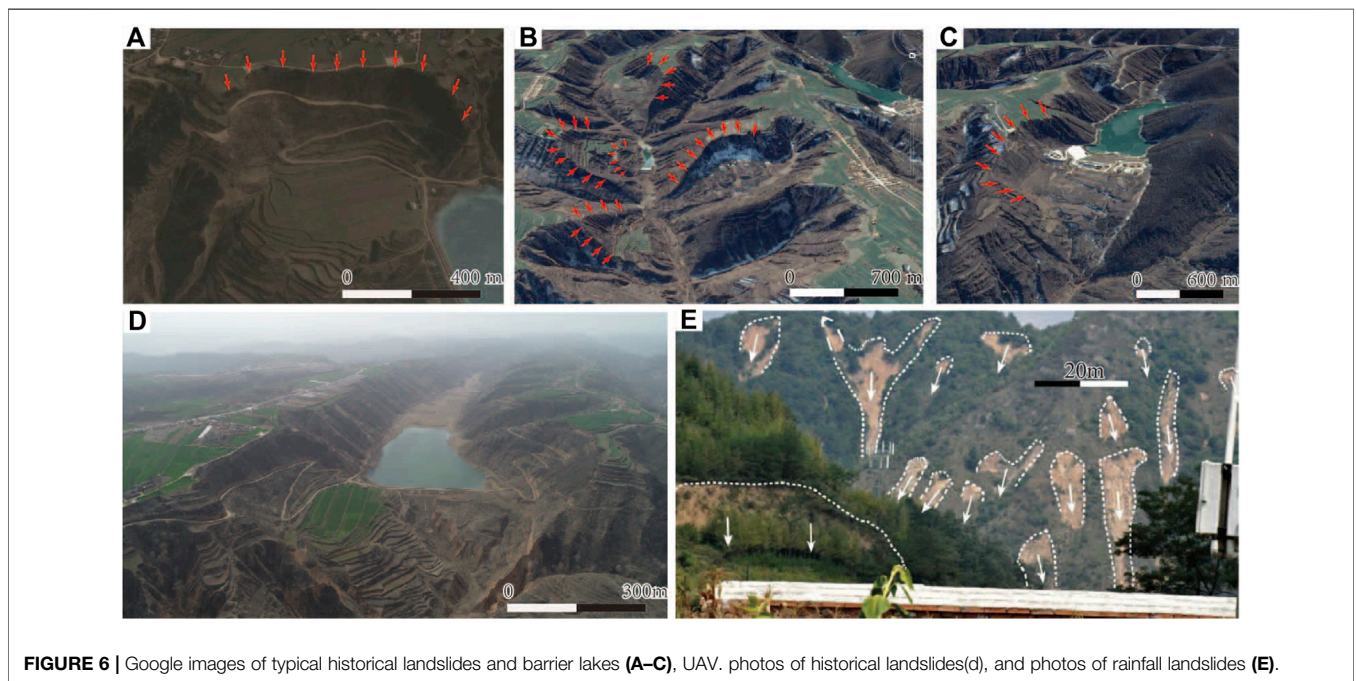 A
B
C
0 400 m
0 700 m
0 600 m
D
E
20m
0 300 m
FIGURE 6 | Google images of typical historical landslides and barrier lakes (A–C), UAV. photos of historical landslides(d), and photos of rainfall landslides (E).